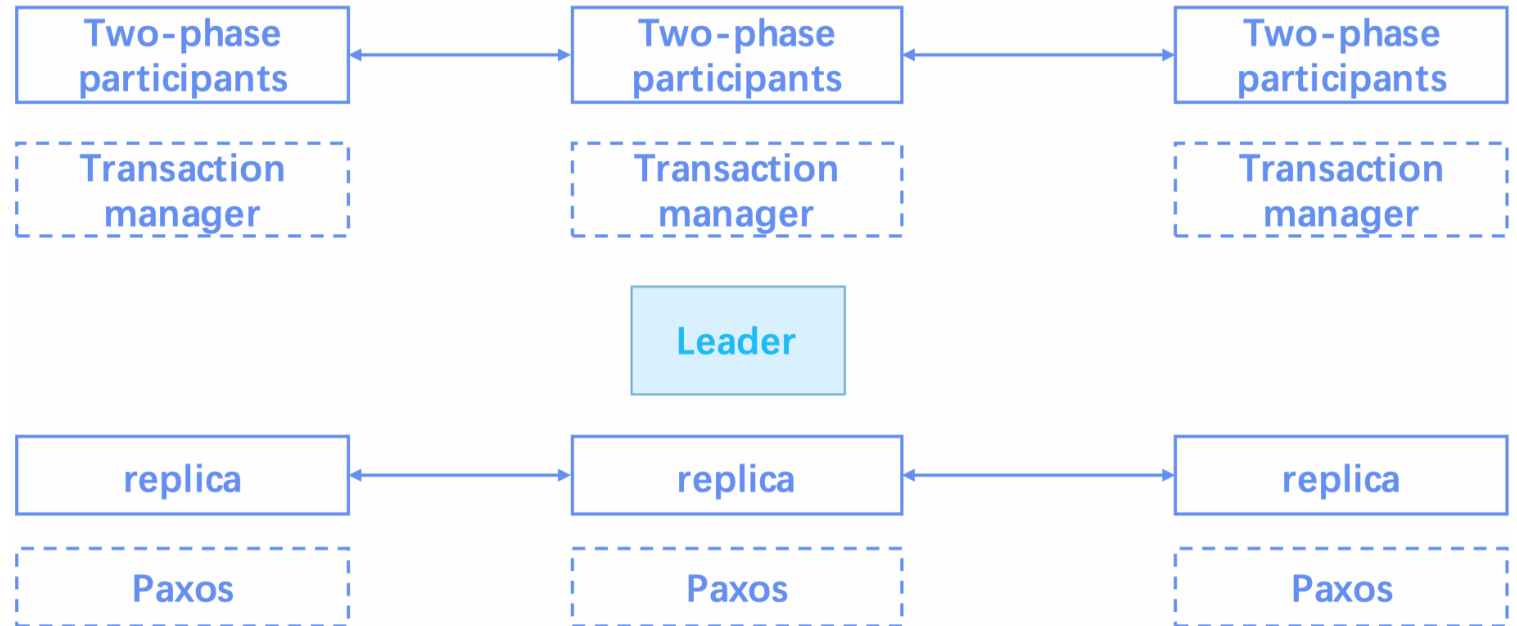 Two-phase
participants
Two-phase
participants
Two-phase
participants
Transaction
manager
Transaction
manager
Transaction
manager
Leader
replica
replica
replica
Paxos
Paxos
Paxos